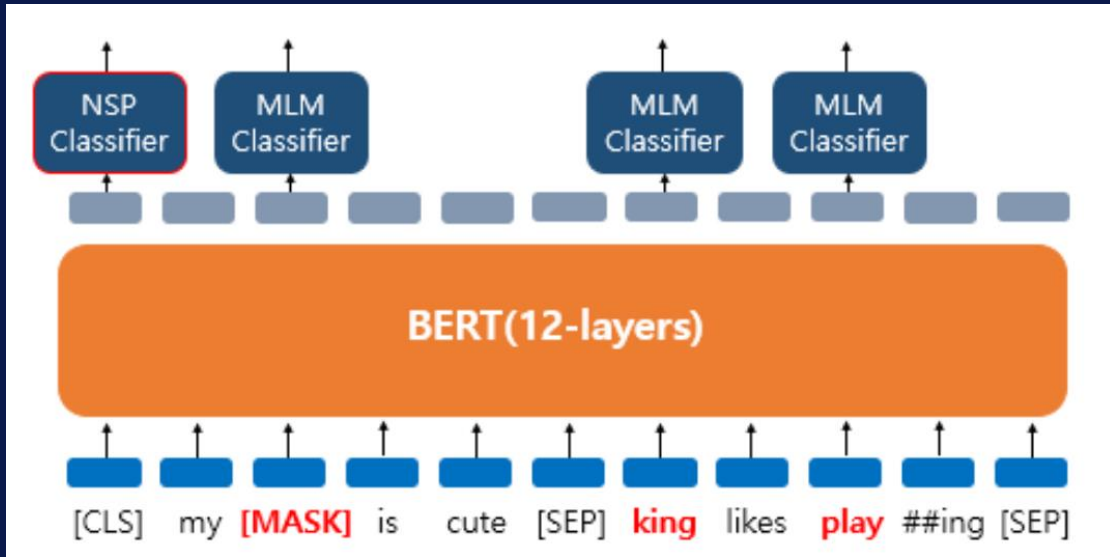 NSP
Classifier
MLM
Classifier
MLM
Classifier
MLM
Classifier
BERT(12-layers)
[CLS] my [MASK] is cute [SEP] king likes play ##ing [SEP]